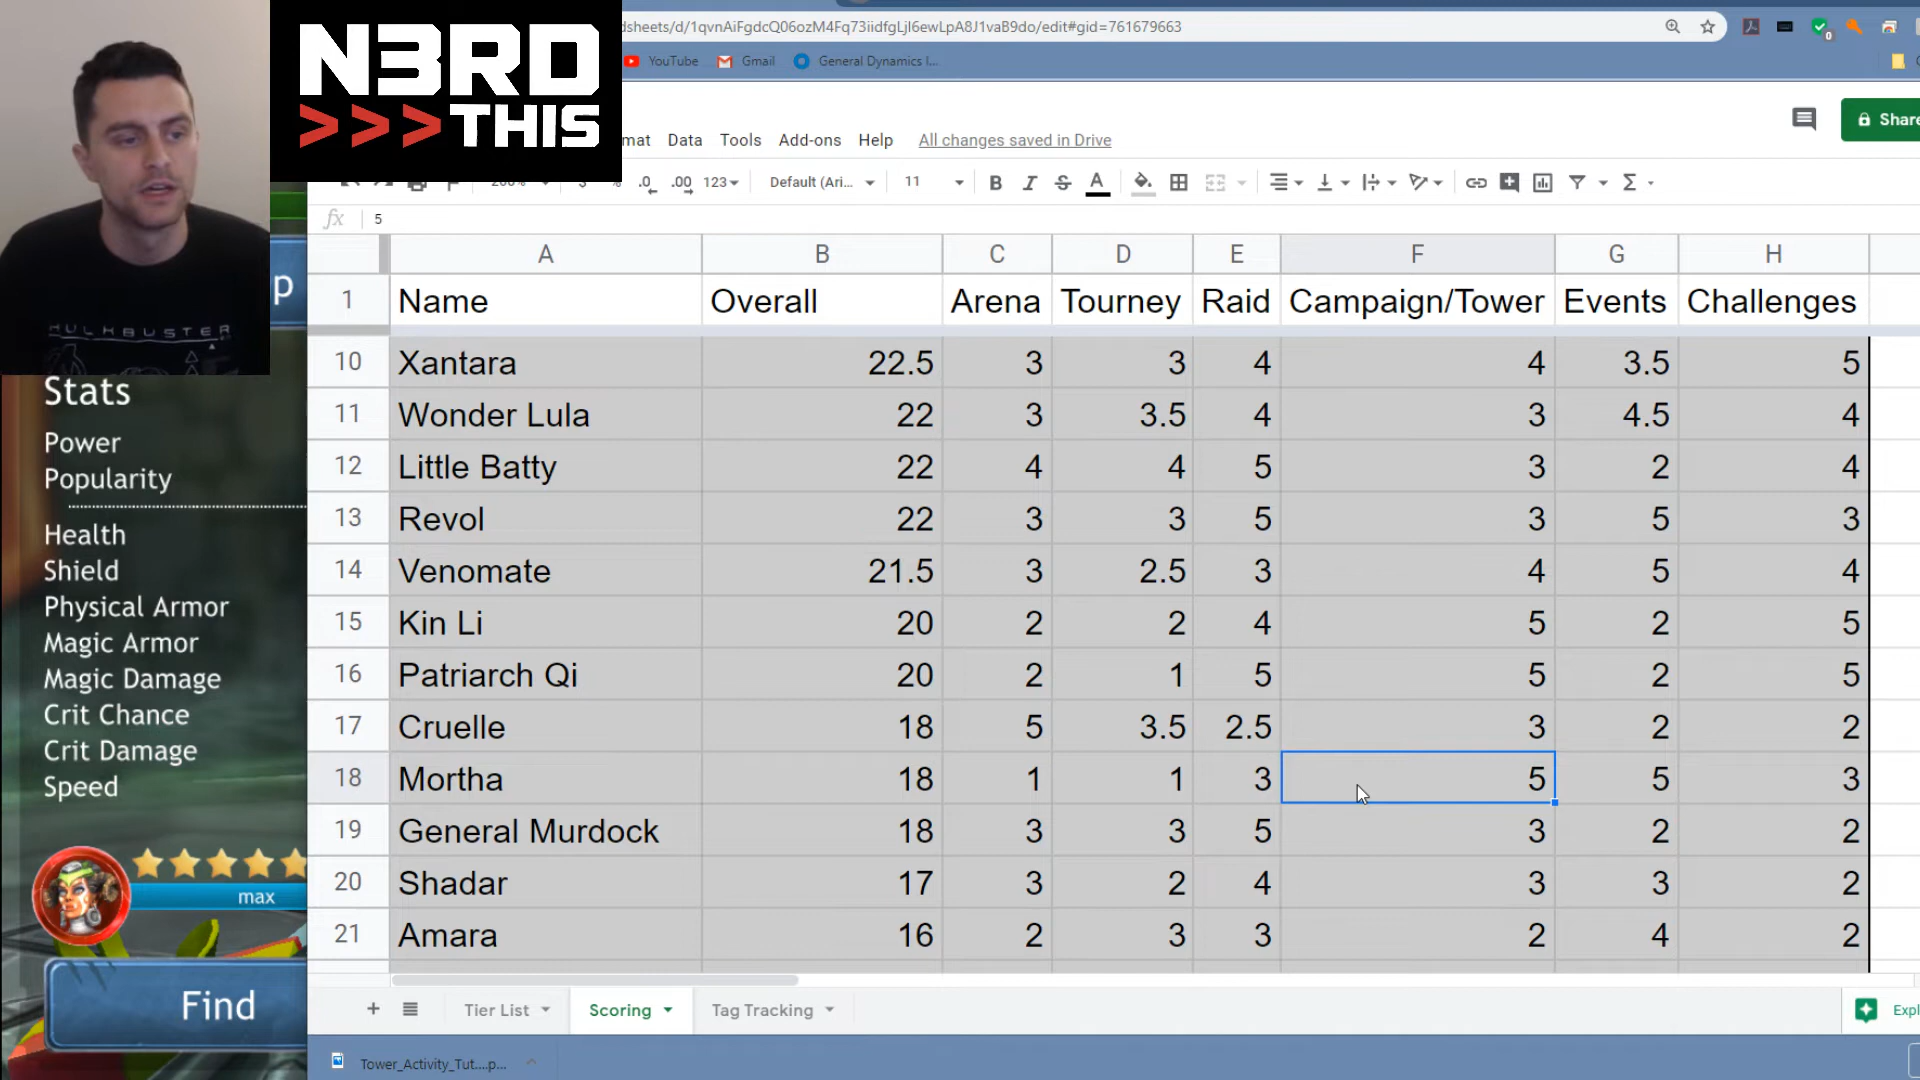 N3RD
>>>THIS
dsheets/d/1qvnAiFgdcQ06ozM4Fq73iidfgLjI6ewLpA8J1vaB9do/edit#gid=761679663
YouTube Gmail General Dynamics I...
mat Data Tools Add-ons Help All changes saved in Drive
Share
.0 .00 123 Default (Ari... 11 B I S A Σ
fx 5
A B C D E F G H
1 Name Overall Arena Tourney Raid Campaign/Tower Events Challenges
10 Xantara 22.5 3 3 4 4 3.5 5
11 Wonder Lula 22 3 3.5 4 3 4.5 4
12 Little Batty 22 4 4 5 3 2 4
13 Revol 22 3 3 5 3 5 3
14 Venomate 21.5 3 2.5 3 4 5 4
15 Kin Li 20 2 2 4 5 2 5
16 Patriarch Qi 20 2 1 5 5 2 5
17 Cruelle 18 5 3.5 2.5 3 2 2
18 Mortha 18 1 1 3 5 5 3
19 General Murdock 18 3 3 5 3 2 2
20 Shadar 17 3 2 4 3 3 2
21 Amara 16 2 3 3 2 4 2
HULKBUSTER
p
Stats
Power
Popularity
Health
Shield
Physical Armor
Magic Armor
Magic Damage
Crit Chance
Crit Damage
Speed
max
Find
+ Tier List Scoring Tag Tracking
Expl
Tower_Activity_Tut....p...